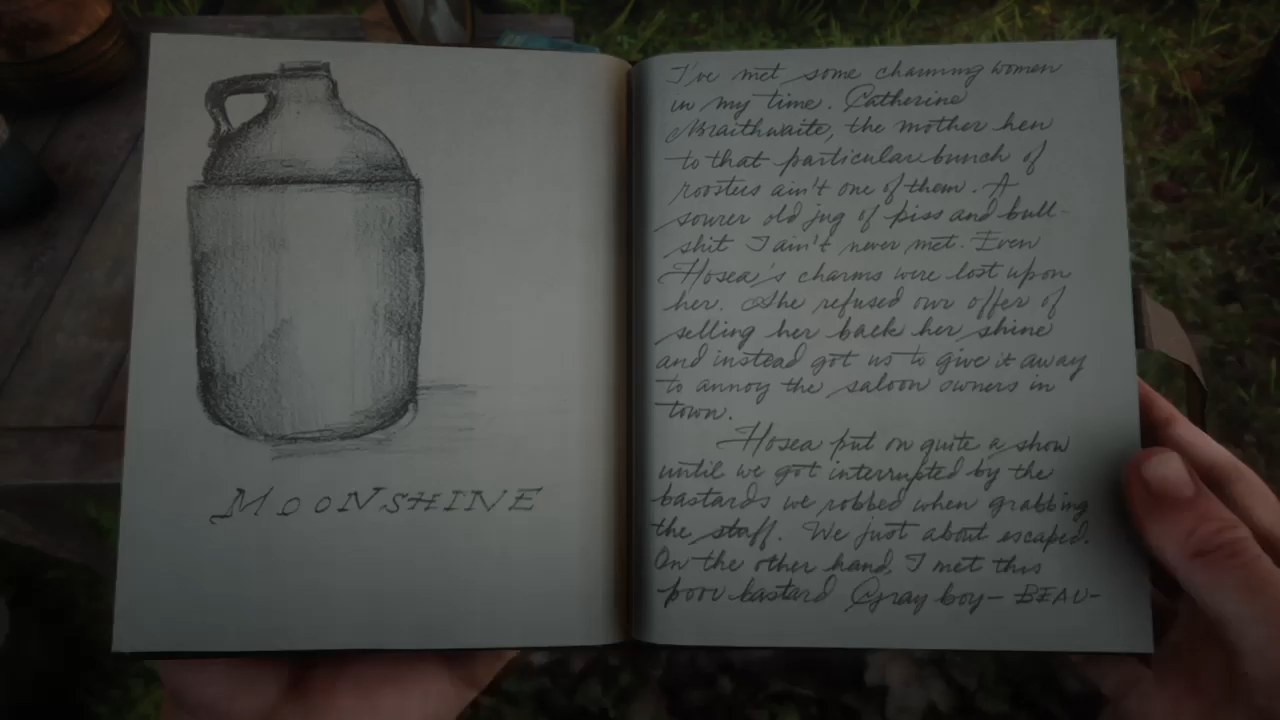 MOONSHINE
I've met some charming women
in my time. Catherine
Braithwaite, the mother hen
to that particular bunch of
roosters ain't one of them. A
sourer old jug of piss and bull-
shit I ain't never met. Even
Hosea's charms were lost upon
her. She refused our offer of
selling her back her shine
and instead got us to give it away
to annoy the saloon owners in
town.
Hosea put on quite a show
until we got interrupted by the
bastards we robbed when grabbing
the staff. We just about escaped.
On the other hand, I met this
poor bastard Gray boy— BEAU-